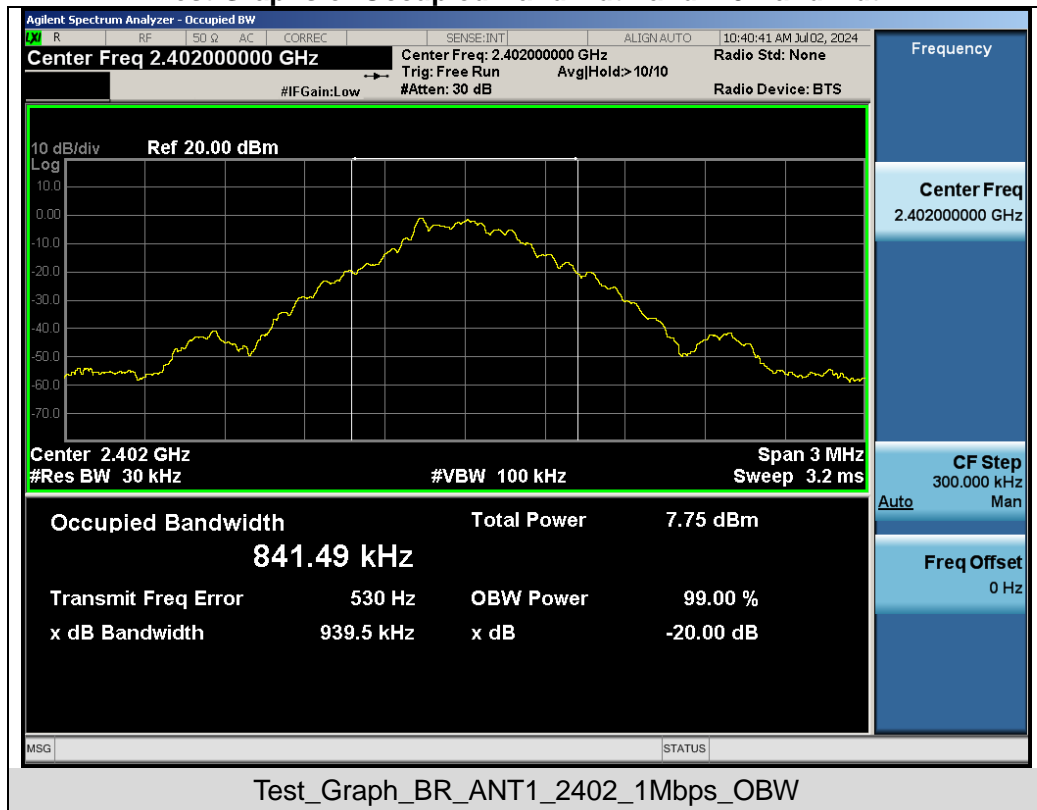 Agilent Spectrum Analyzer - Occupied BW
LXI R RF 50 Ω AC CORREC SENSE:INT ALIGN AUTO 10:40:41 AM Jul 02, 2024
Center Freq 2.402000000 GHz
Center Freq: 2.402000000 GHz
Radio Std: None
Trig: Free Run Avg|Hold:> 10/10
#IFGain:Low #Atten: 30 dB Radio Device: BTS
Frequency
10 dB/div Ref 20.00 dBm
Log
10.0
0.00
-10.0
-20.0
-30.0
-40.0
-50.0
-60.0
-70.0
Center 2.402 GHz Span 3 MHz
#Res BW 30 kHz #VBW 100 kHz Sweep 3.2 ms
Center Freq
2.402000000 GHz
CF Step
300.000 kHz
Auto Man
Freq Offset
0 Hz
Occupied Bandwidth Total Power 7.75 dBm
841.49 kHz
Transmit Freq Error 530 Hz OBW Power 99.00 %
x dB Bandwidth 939.5 kHz x dB -20.00 dB
MSG STATUS
Test_Graph_BR_ANT1_2402_1Mbps_OBW